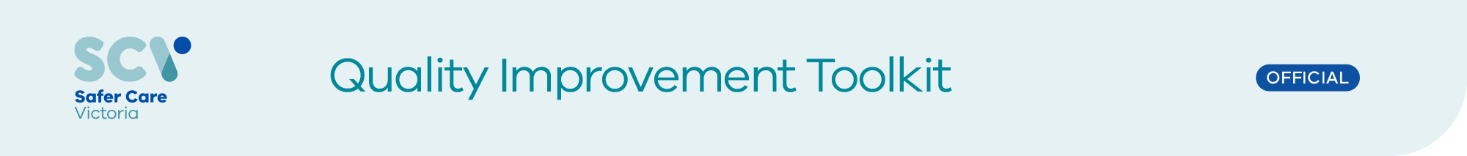 SCV
Safer Care
Victoria
Quality Improvement Toolkit
OFFICIAL